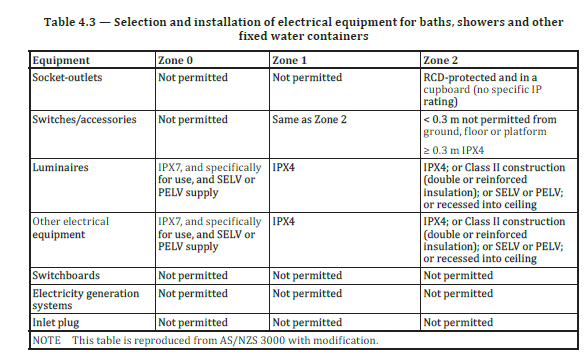 Table 4.3 — Selection and installation of electrical equipment for baths, showers and other
fixed water containers
Equipment Zone 0 Zone 1 Zone 2
Socket-outlets Not permitted Not permitted RCD-protected and in a
cupboard (no specific IP
rating)
Switches/accessories Not permitted Same as Zone 2 < 0.3 m not permitted from
ground, floor or platform
≥ 0.3 m IPX4
Luminaires IPX7, and specifically IPX4 IPX4; or Class II construction
for use, and SELV or (double or reinforced
PELV supply insulation); or SELV or PELV;
or recessed into ceiling
Other electrical IPX7, and specifically IPX4 IPX4; or Class II construction
equipment for use, and SELV or (double or reinforced
PELV supply insulation); or SELV or PELV;
or recessed into ceiling
Switchboards Not permitted Not permitted Not permitted
Electricity generation Not permitted Not permitted Not permitted
systems
Inlet plug Not permitted Not permitted Not permitted
NOTE This table is reproduced from AS/NZS 3000 with modification.